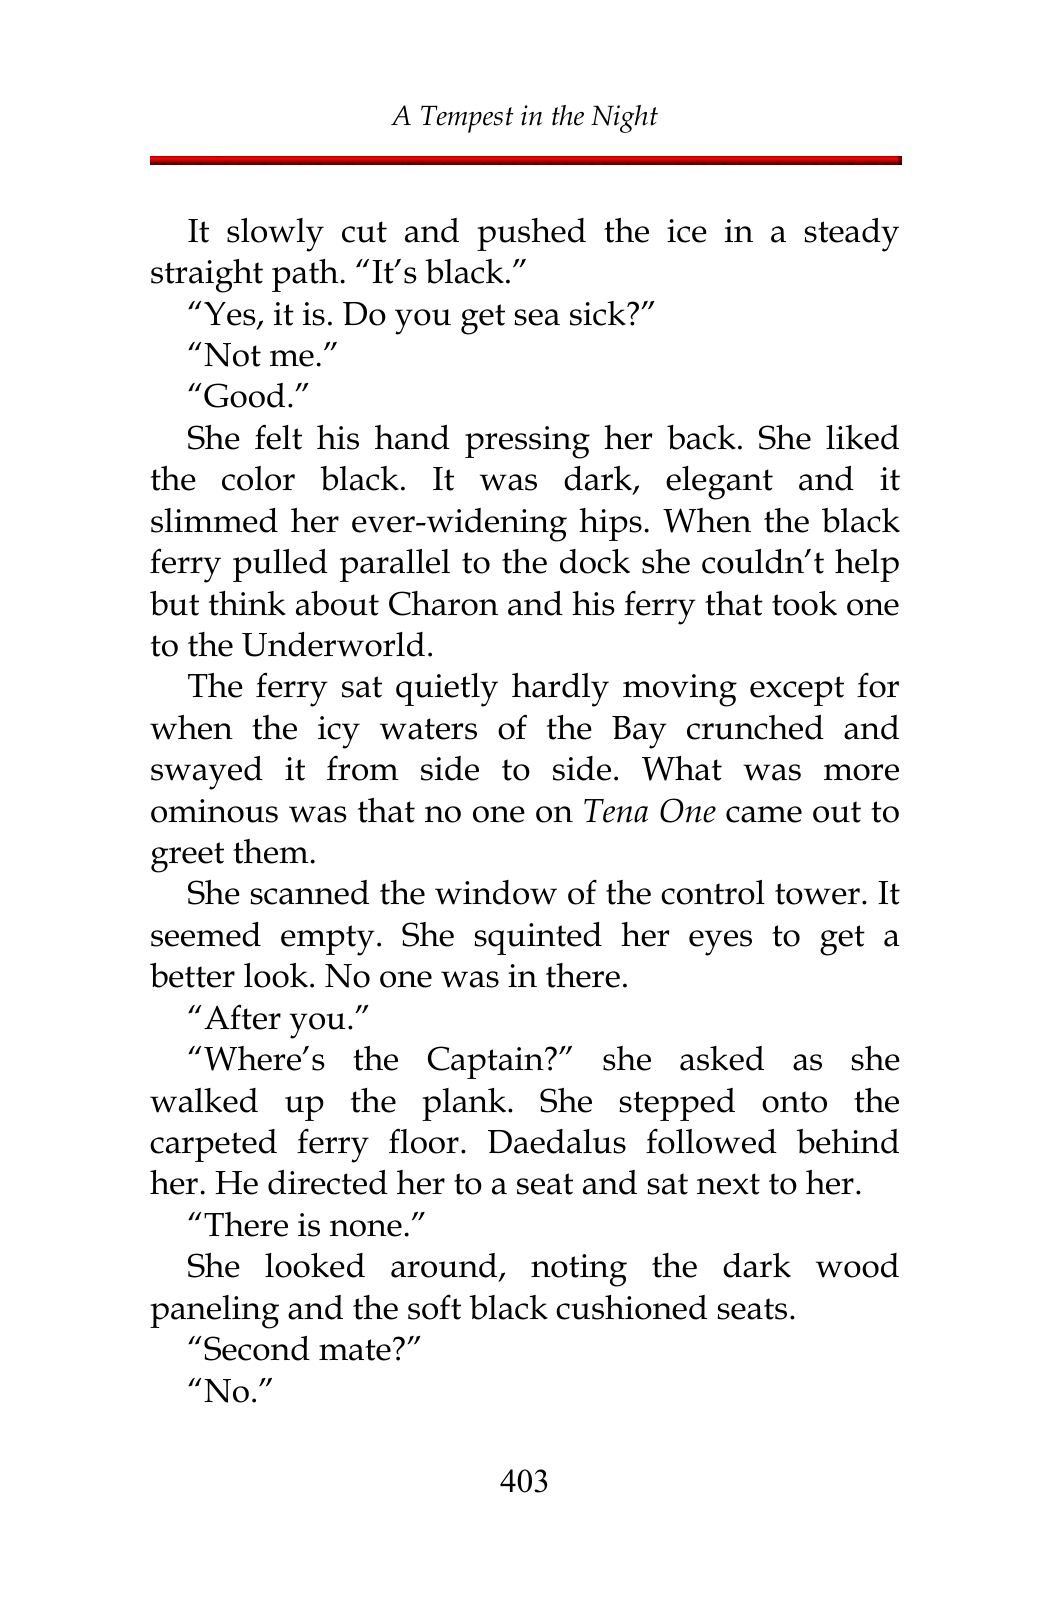 A Tempest in the Night
It slowly cut and pushed the ice in a steady
straight path. “It’s black.”
“Yes, it is. Do you get sea sick?”
“Not me.”
“Good.”
She felt his hand pressing her back. She liked
the color black. It was dark, elegant and it
slimmed her ever-widening hips. When the black
ferry pulled parallel to the dock she couldn’t help
but think about Charon and his ferry that took one
to the Underworld.
The ferry sat quietly hardly moving except for
when the icy waters of the Bay crunched and
swayed it from side to side. What was more
ominous was that no one on Tena One came out to
greet them.
She scanned the window of the control tower. It
seemed empty. She squinted her eyes to get a
better look. No one was in there.
“After you.”
“Where’s the Captain?” she asked as she
walked up the plank. She stepped onto the
carpeted ferry floor. Daedalus followed behind
her. He directed her to a seat and sat next to her.
“There is none.”
She looked around, noting the dark wood
paneling and the soft black cushioned seats.
“Second mate?”
“No.”
403